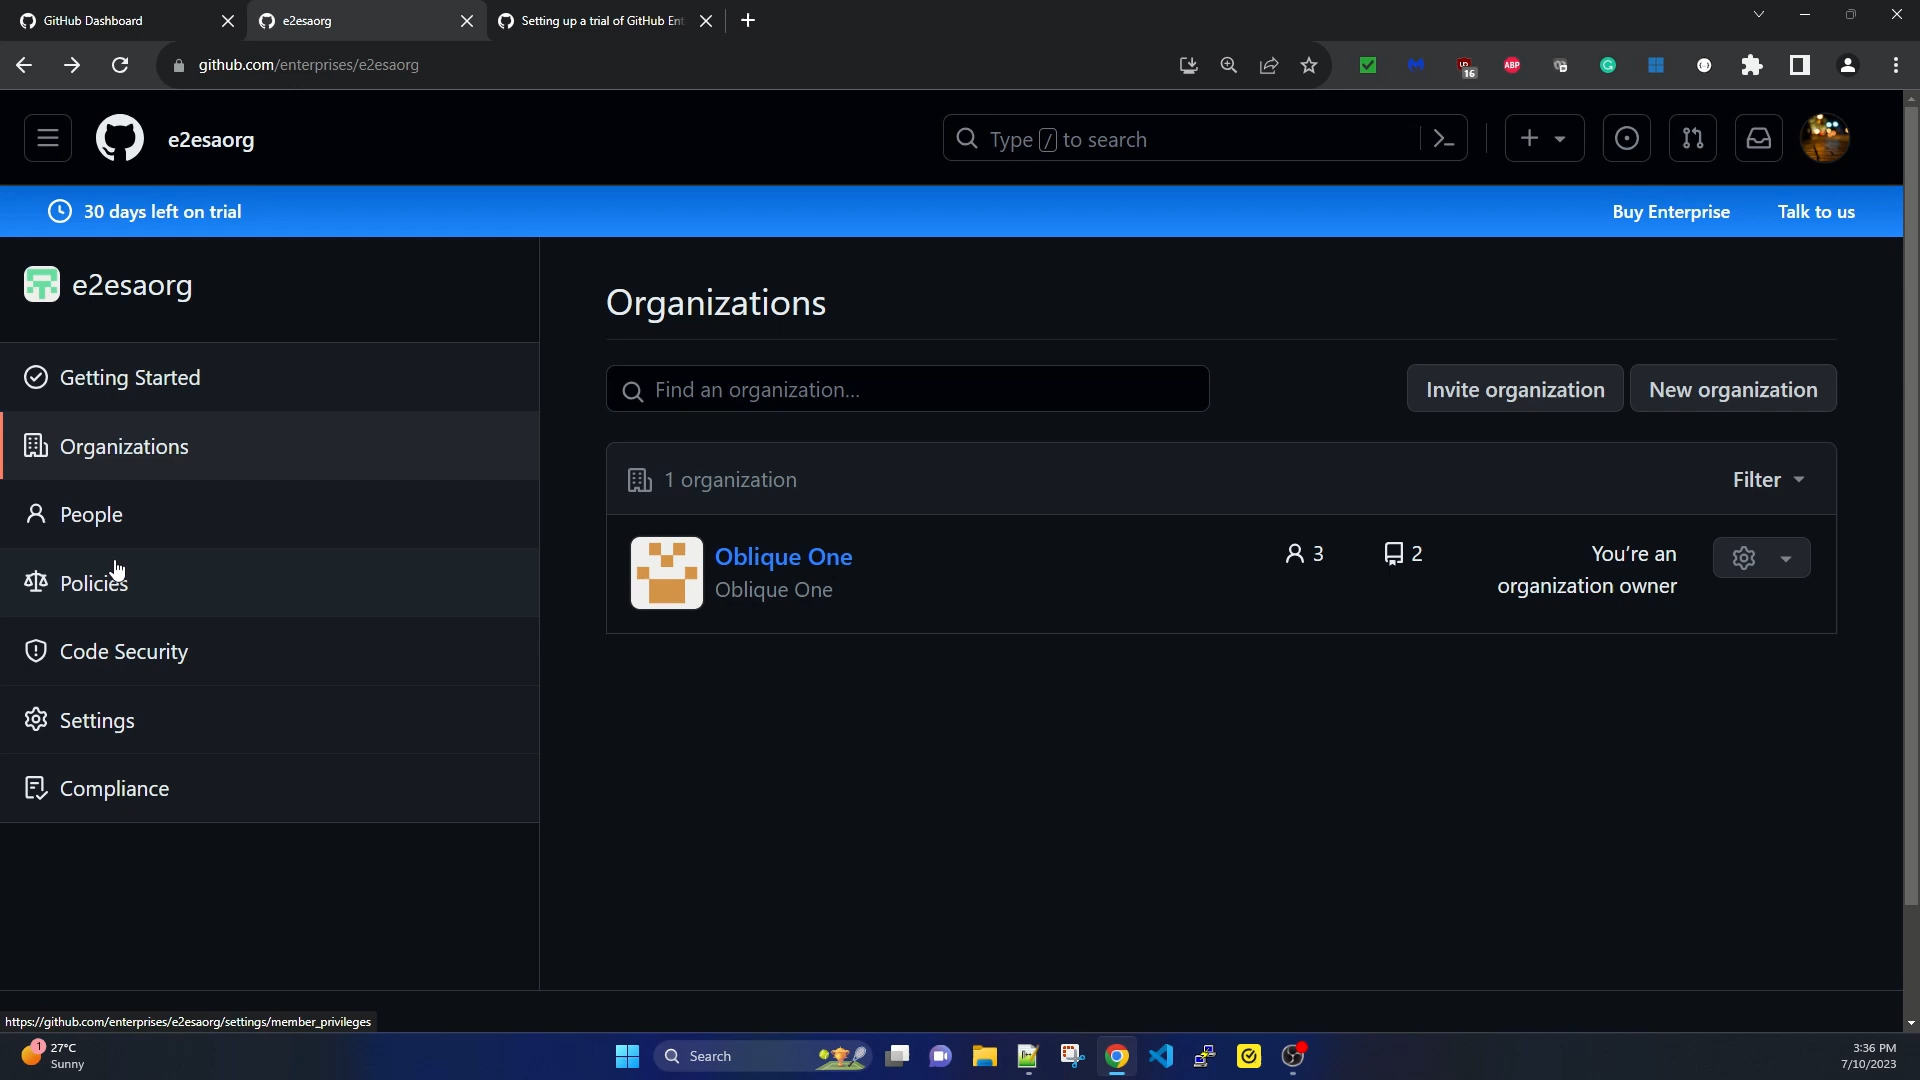 GitHub Dashboard
e2esaorg
Setting up a trial of GitHub Ent
github.com/enterprises/e2esaorg
16
ABP
e2esaorg
Type / to search
30 days left on trial
Buy Enterprise
Talk to us
e2esaorg
Getting Started
Organizations
People
Policies
Code Security
Settings
Compliance
Organizations
Find an organization...
Invite organization
New organization
1 organization
Filter
Oblique One
Oblique One
3
2
You're an
organization owner
https://github.com/enterprises/e2esaorg/settings/member_privileges
1
27°C
Sunny
Search
3:36 PM
7/10/2023